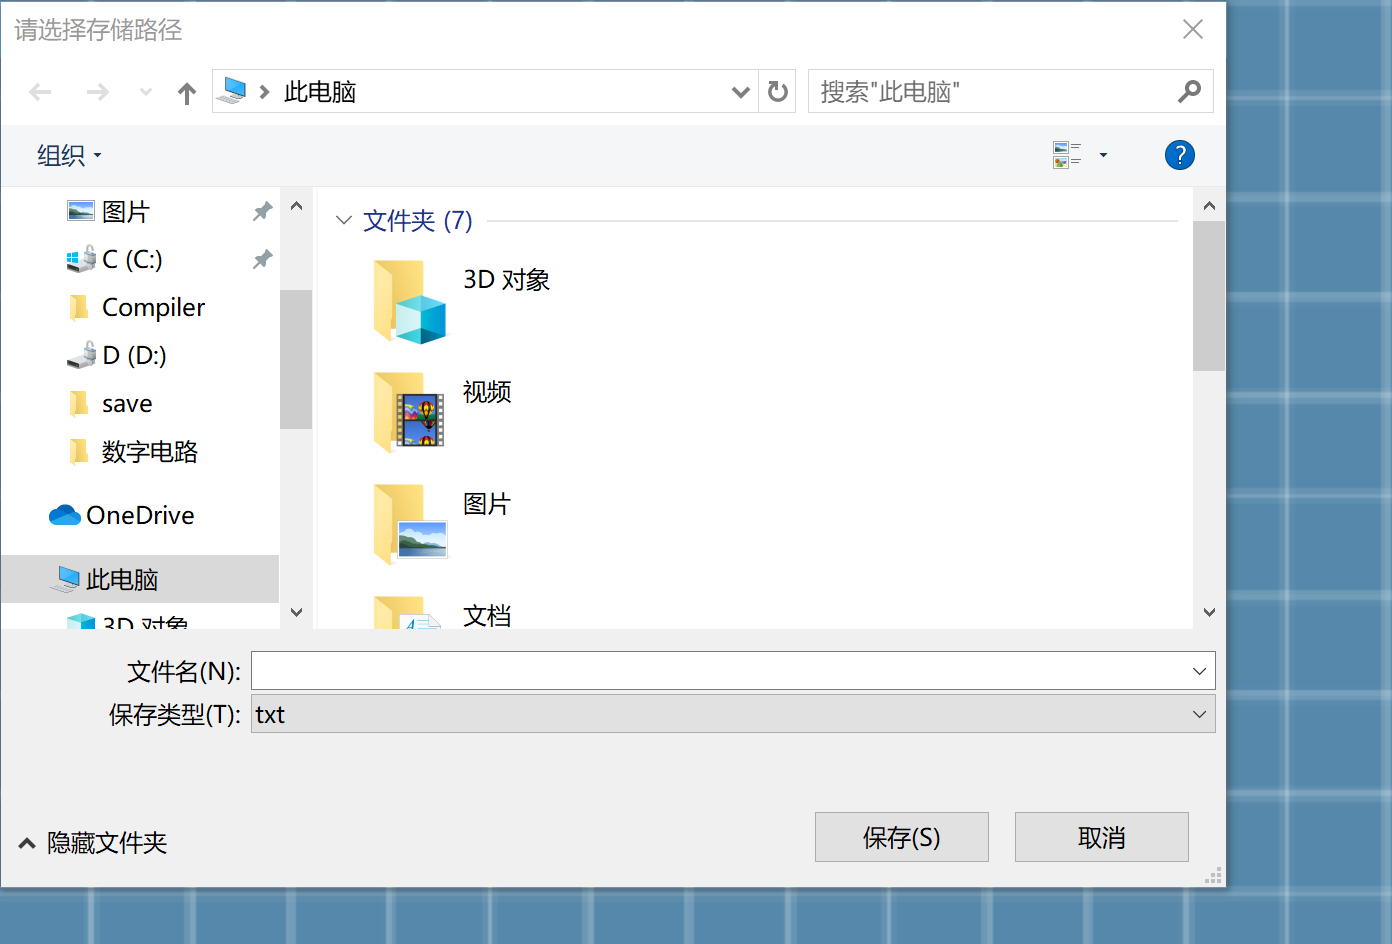 请选择存储路径
此电脑
搜索"此电脑"
组织
图片
C (C:)
Compiler
D (D:)
save
数字电路
OneDrive
此电脑
3D 对象
文件夹 (7)
3D 对象
视频
图片
文档
文件名(N):
保存类型(T): txt
隐藏文件夹
保存(S)
取消